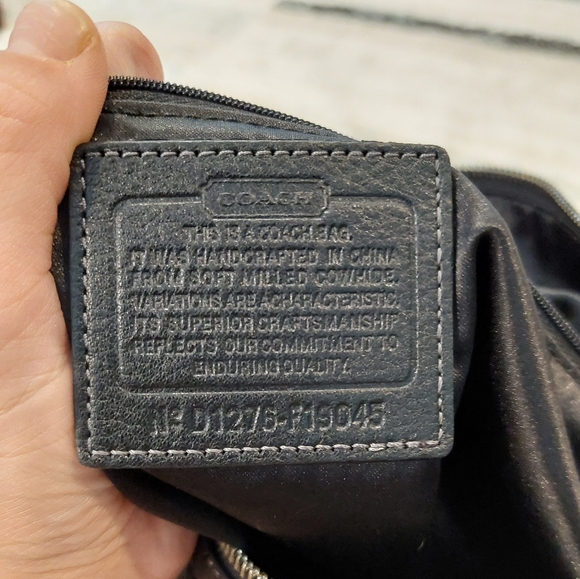 COACH
THIS IS A COACH BAG.
IT WAS HANDCRAFTED IN CHINA
FROM SOFT MILLED COWHIDE.
VARIATIONS ARE A CHARACTERISTIC.
ITS SUPERIOR CRAFTSMANSHIP
REFLECTS OUR COMMITMENT TO
ENDURING QUALITY.
Nº D1276-F19045